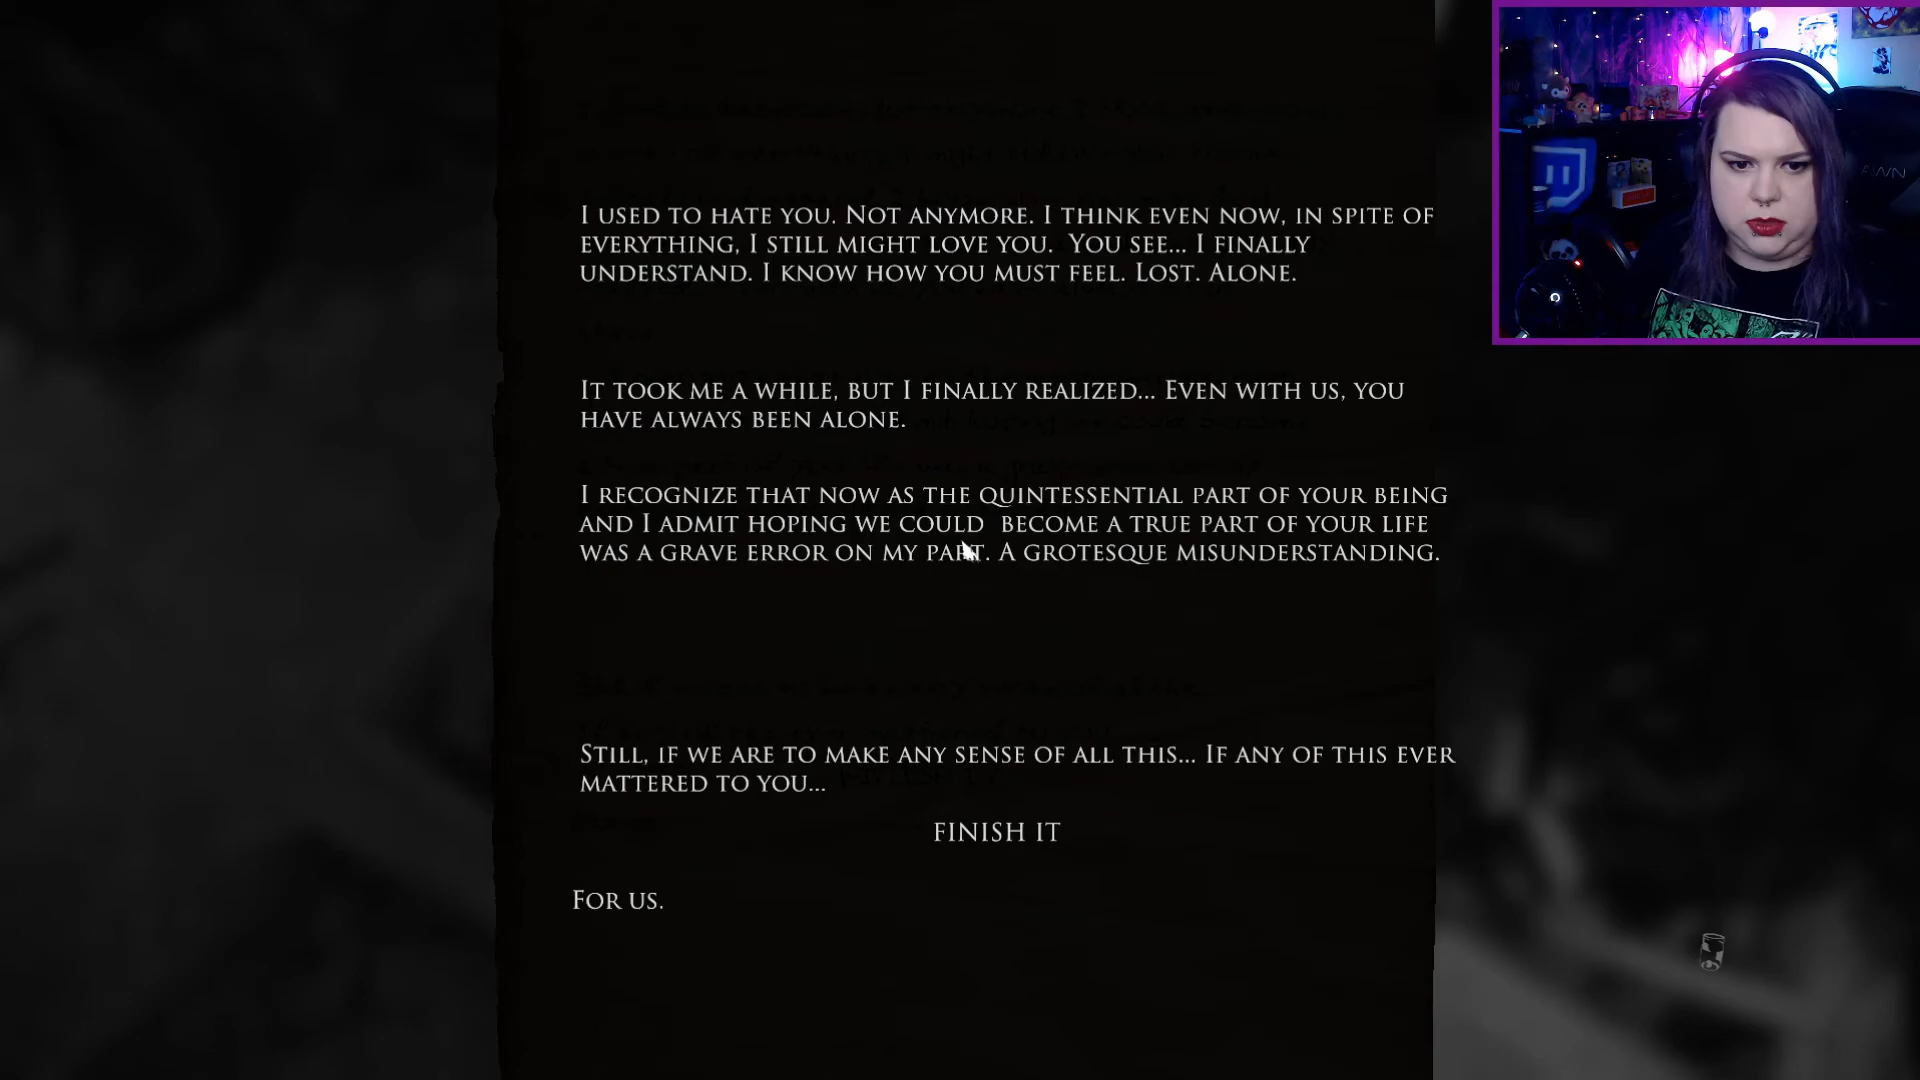 I USED TO HATE YOU. NOT ANYMORE. I THINK EVEN NOW, IN SPITE OF
EVERYTHING, I STILL MIGHT LOVE YOU.  YOU SEE... I FINALLY
UNDERSTAND. I KNOW HOW YOU MUST FEEL. LOST. ALONE.
IT TOOK ME A WHILE, BUT I FINALLY REALIZED... EVEN WITH US, YOU
HAVE ALWAYS BEEN ALONE.
I RECOGNIZE THAT NOW AS THE QUINTESSENTIAL PART OF YOUR BEING
AND I ADMIT HOPING WE COULD  BECOME A TRUE PART OF YOUR LIFE
WAS A GRAVE ERROR ON MY PART. A GROTESQUE MISUNDERSTANDING.
STILL, IF WE ARE TO MAKE ANY SENSE OF ALL THIS... IF ANY OF THIS EVER
MATTERED TO YOU...
FINISH IT
FOR US.
AWN